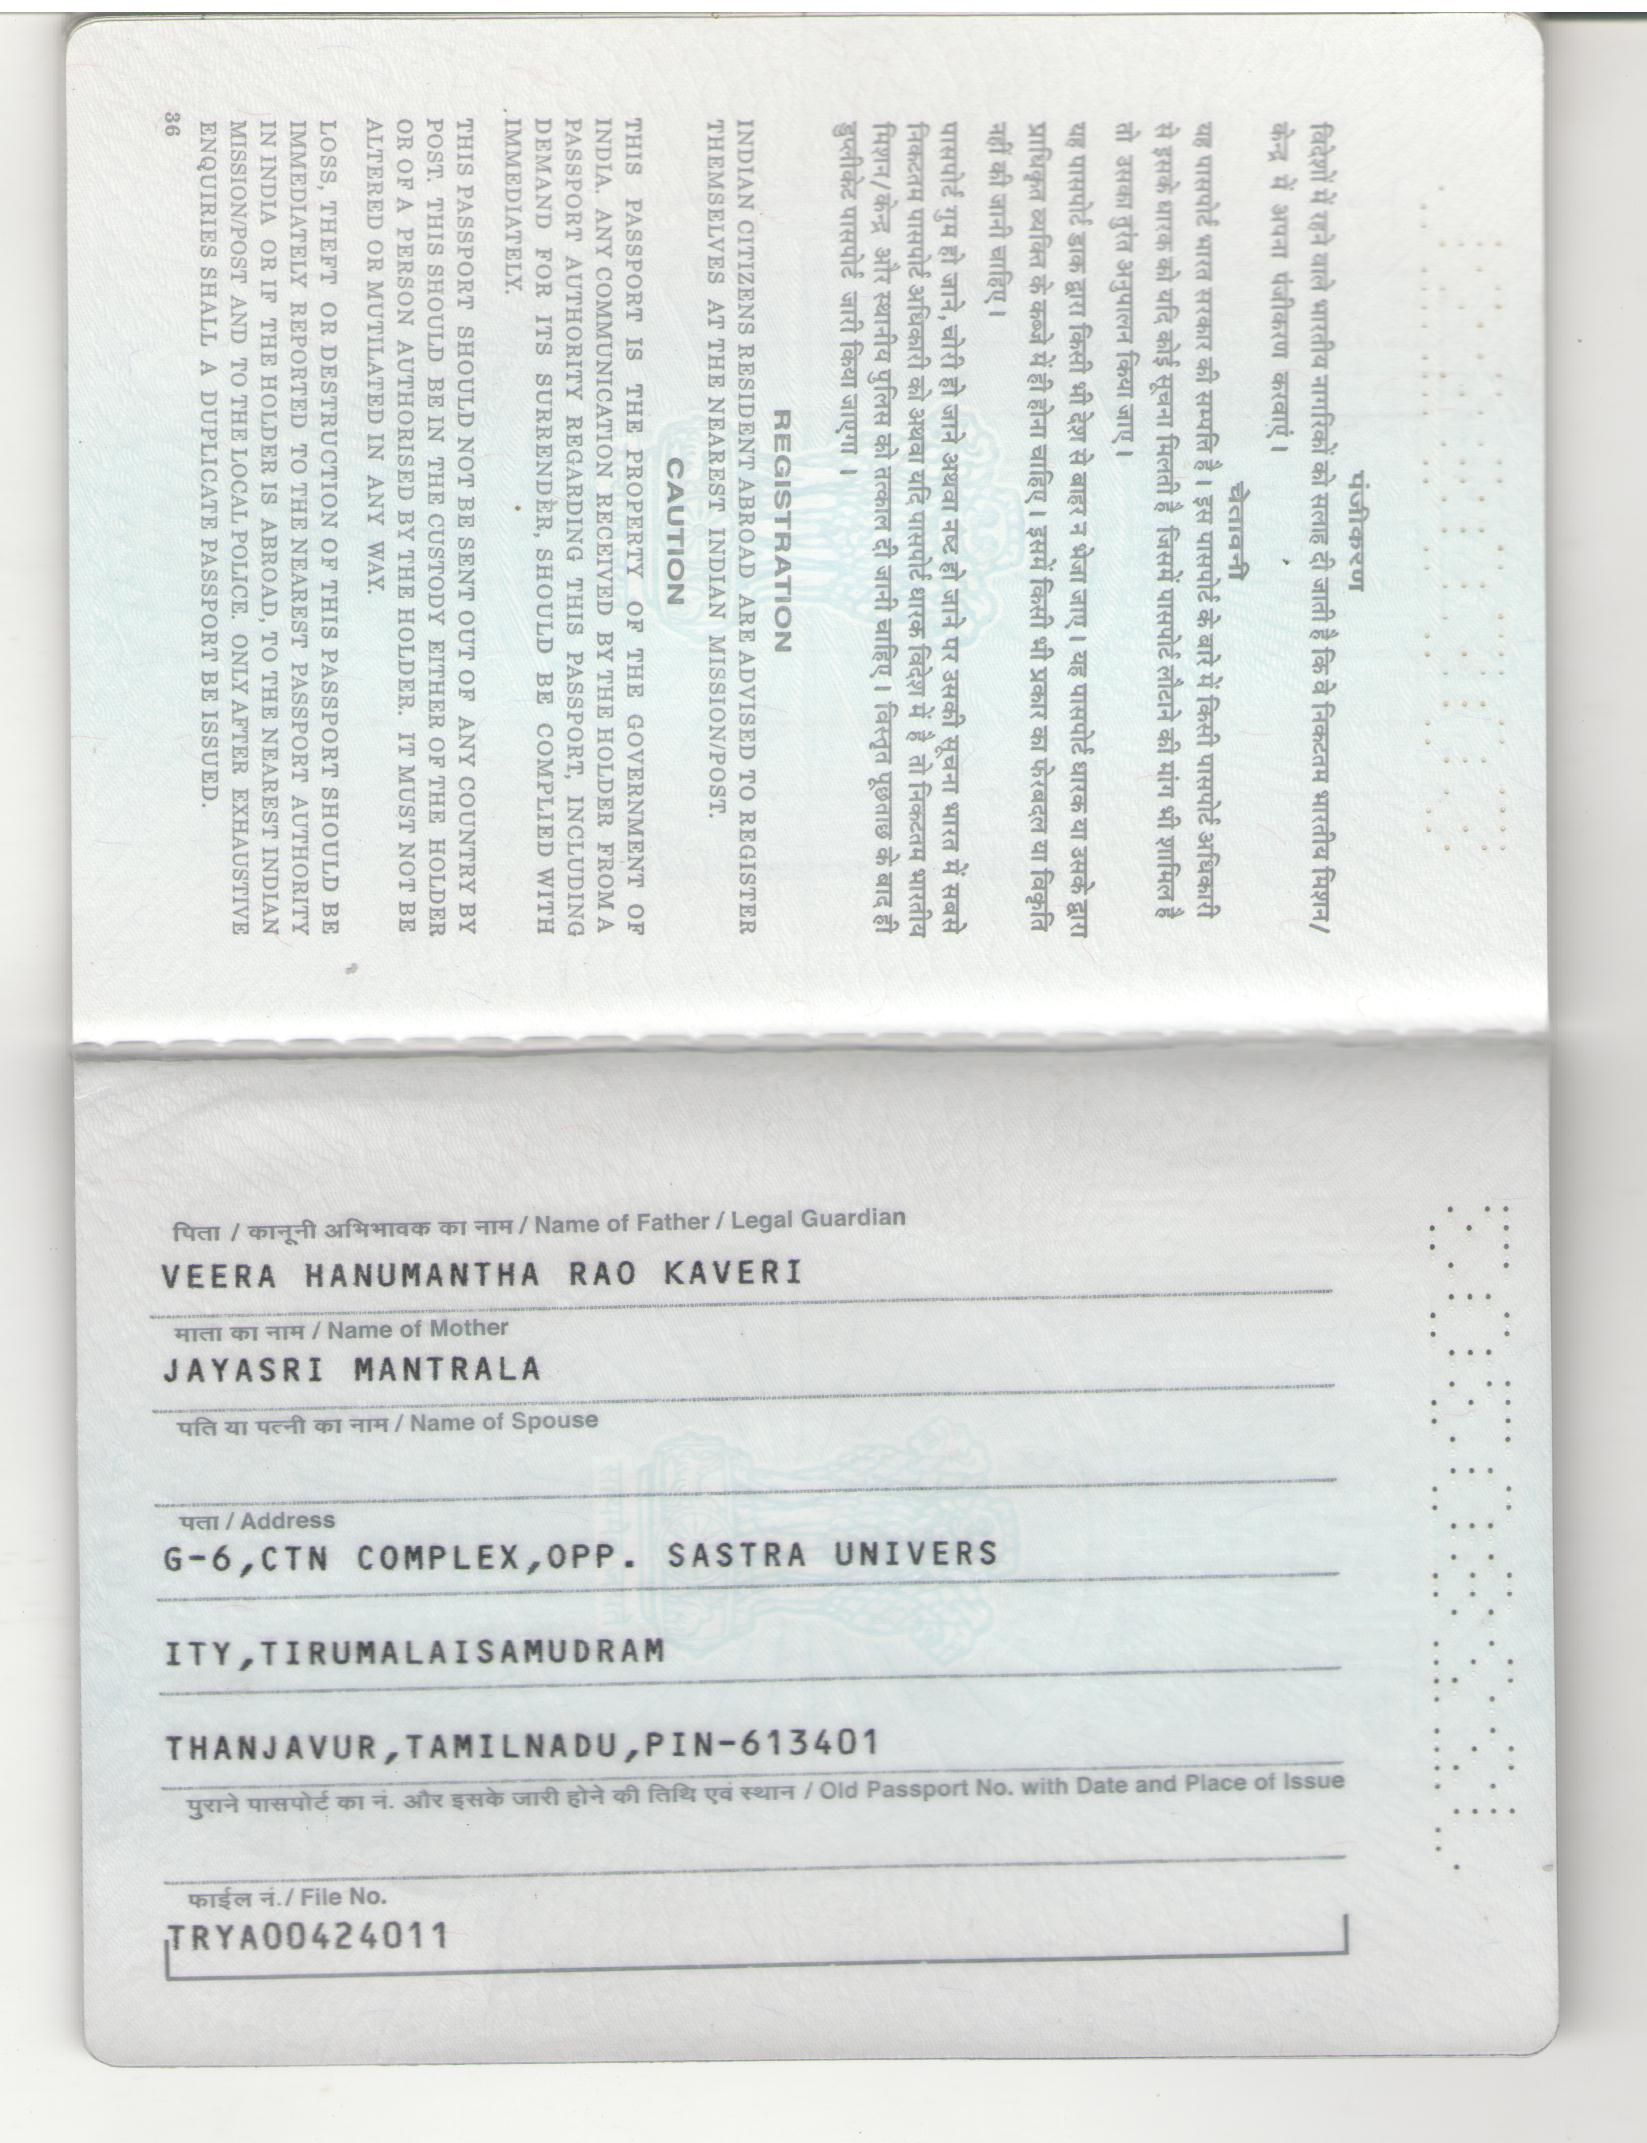 पंजीकरण
विदेशों में रहने वाले भारतीय नागरिकों को सलाह दी जाती है कि वे निकटतम भारतीय मिशन/
केन्द्र में अपना पंजीकरण करवाएं ।
चेतावनी
यह पासपोर्ट भारत सरकार की सम्पत्ति है । इस पासपोर्ट के बारे में किसी पासपोर्ट अधिकारी
से इसके धारक को यदि कोई सूचना मिलती है जिसमें पासपोर्ट लौटाने की मांग भी शामिल है
तो उसका तुरंत अनुपालन किया जाए ।
यह पासपोर्ट डाक द्वारा किसी भी देश से बाहर न भेजा जाए । यह पासपोर्ट धारक या उसके द्वारा
प्राधिकृत व्यक्ति के कब्जे में ही होना चाहिए । इसमें किसी भी प्रकार का फेरबदल या विकृति
नहीं की जानी चाहिए ।
पासपोर्ट गुम हो जाने, चोरी हो जाने अथवा नष्ट हो जाने पर उसकी सूचना भारत में सबसे
निकटतम पासपोर्ट अधिकारी को अथवा यदि पासपोर्ट धारक विदेश में है तो निकटतम भारतीय
मिशन/केन्द्र और स्थानीय पुलिस को तत्काल दी जानी चाहिए । विस्तृत पूछताछ के बाद ही
डुप्लीकेट पासपोर्ट जारी किया जाएगा ।
REGISTRATION
INDIAN CITIZENS RESIDENT ABROAD ARE ADVISED TO REGISTER
THEMSELVES AT THE NEAREST INDIAN MISSION/POST.
CAUTION
THIS PASSPORT IS THE PROPERTY OF THE GOVERNMENT OF
INDIA. ANY COMMUNICATION RECEIVED BY THE HOLDER FROM A
PASSPORT AUTHORITY REGARDING THIS PASSPORT, INCLUDING
DEMAND FOR ITS SURRENDER, SHOULD BE COMPLIED WITH
IMMEDIATELY.
THIS PASSPORT SHOULD NOT BE SENT OUT OF ANY COUNTRY BY
POST. THIS SHOULD BE IN THE CUSTODY EITHER OF THE HOLDER
OR OF A PERSON AUTHORISED BY THE HOLDER. IT MUST NOT BE
ALTERED OR MUTILATED IN ANY WAY.
LOSS, THEFT OR DESTRUCTION OF THIS PASSPORT SHOULD BE
IMMEDIATELY REPORTED TO THE NEAREST PASSPORT AUTHORITY
IN INDIA OR IF THE HOLDER IS ABROAD, TO THE NEAREST INDIAN
MISSION/POST AND TO THE LOCAL POLICE. ONLY AFTER EXHAUSTIVE
ENQUIRIES SHALL A DUPLICATE PASSPORT BE ISSUED.
36
पिता / कानूनी अभिभावक का नाम / Name of Father / Legal Guardian
VEERA HANUMANTHA RAO KAVERI
माता का नाम / Name of Mother
JAYASRI MANTRALA
पति या पत्नी का नाम / Name of Spouse
पता / Address
G-6,CTN COMPLEX,OPP. SASTRA UNIVERS
ITY,TIRUMALAISAMUDRAM
THANJAVUR,TAMILNADU,PIN-613401
पुराने पासपोर्ट का नं. और इसके जारी होने की तिथि एवं स्थान / Old Passport No. with Date and Place of Issue
फाईल नं./ File No.
TRYA00424011